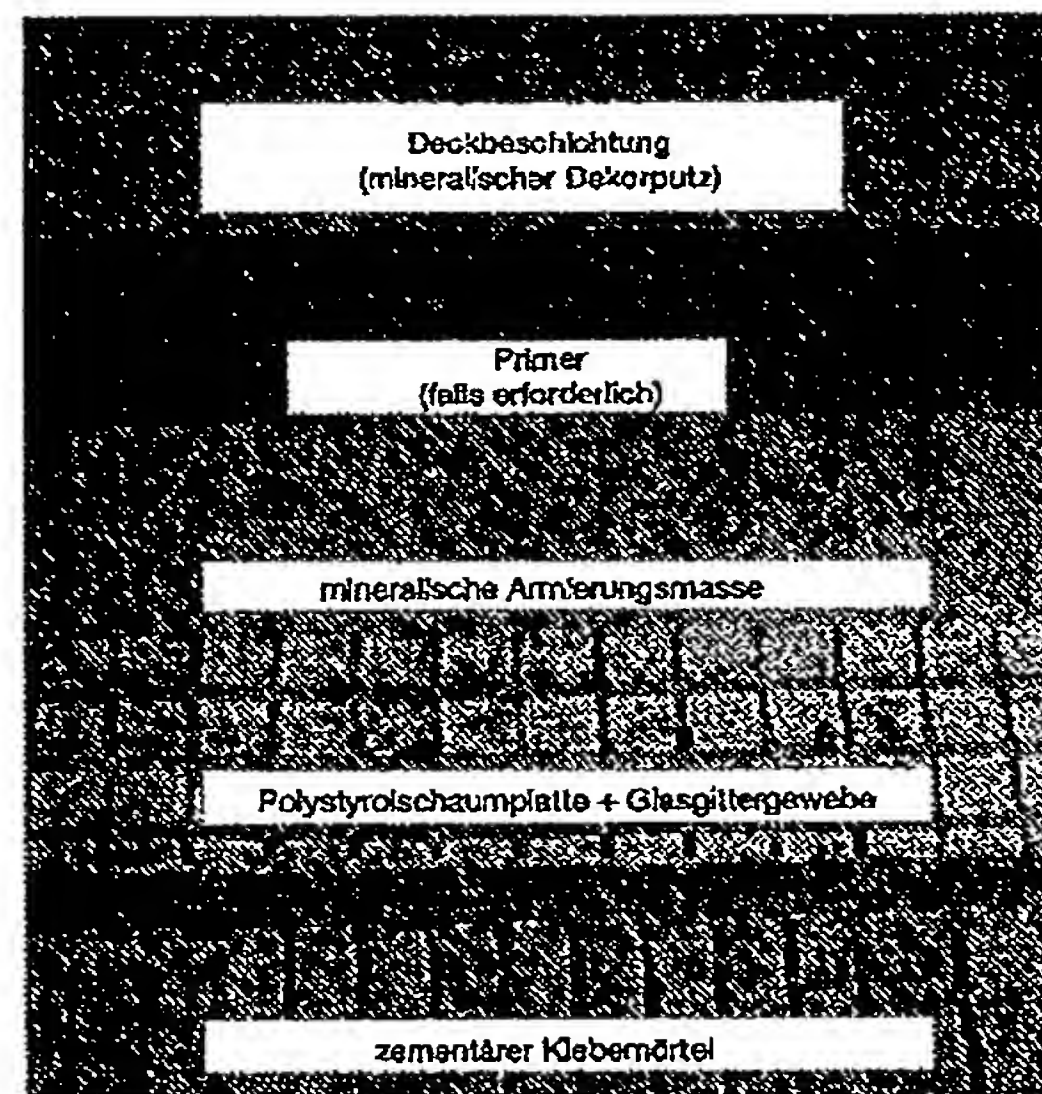 Deckbeschichtung
(mineralischer Dekorputz)
Primer
(falls erforderlich)
mineralische Armierungsmasse
Polystyrolschaumplatte + Glasgittergewebe
zementärer Klebemörtel